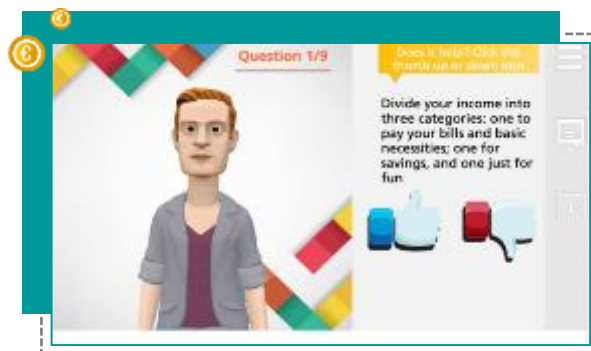 Question 1/9
Does it help? Click the
thumb up or down icon.
Divide your income into
three categories: one to
pay your bills and basic
necessities; one for
savings, and one just for
fun